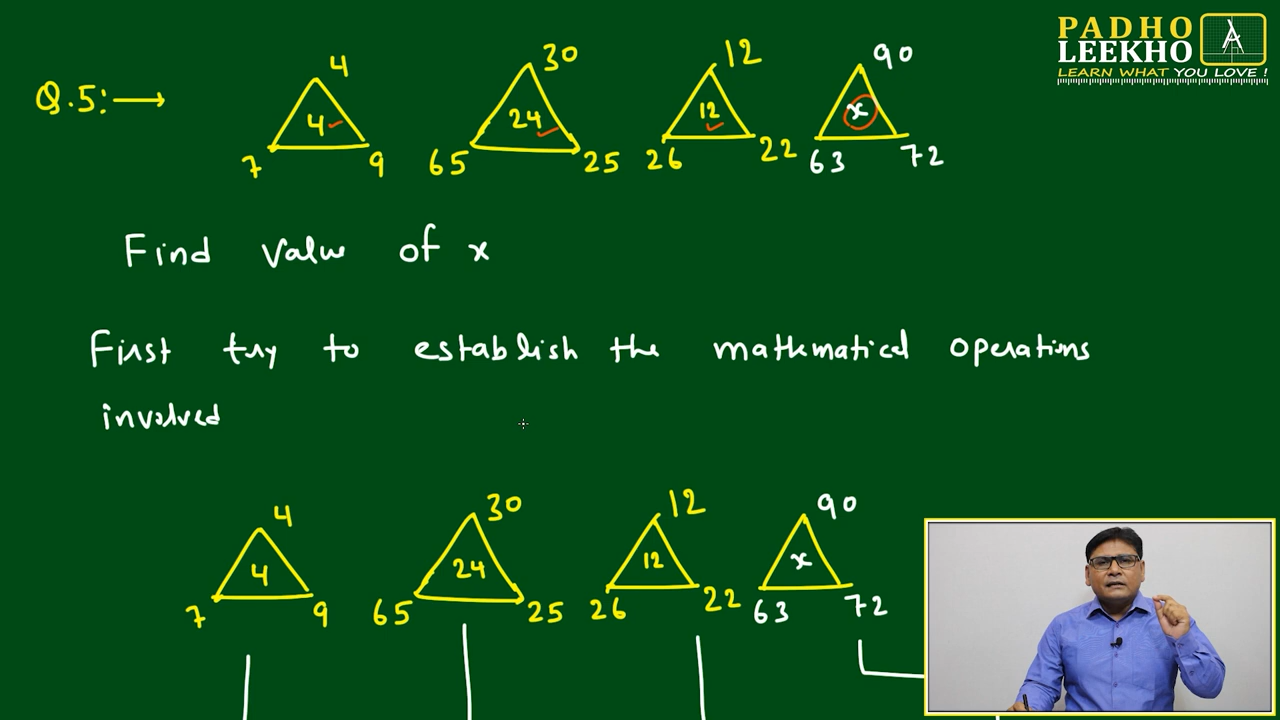 PADHO
LEEKHO
LEARN WHAT YOU LOVE !
Q.5:→
4 30 12 90
4 24 12 x
7 9 65 25 26 22 63 72
Find value of x
First try to establish the mathematical operations
involved
4 30 12 90
4 24 12 x
7 9 65 25 26 22 63 72